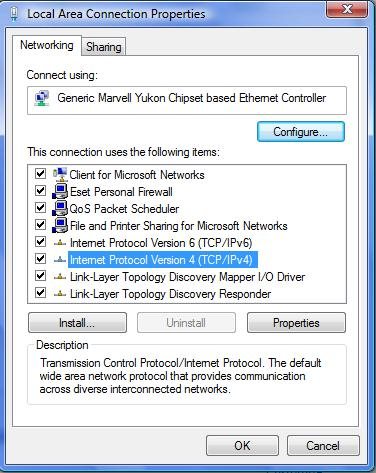 Local Area Connection Properties
Networking
Sharing
Connect using:
Generic Marvell Yukon Chipset based Ethernet Controller
Configure...
This connection uses the following items:
Client for Microsoft Networks
Eset Personal Firewall
QoS Packet Scheduler
File and Printer Sharing for Microsoft Networks
Internet Protocol Version 6 (TCP/IPv6)
Internet Protocol Version 4 (TCP/IPv4)
Link-Layer Topology Discovery Mapper I/O Driver
Link-Layer Topology Discovery Responder
Install...
Uninstall
Properties
Description
Transmission Control Protocol/Internet Protocol. The default
wide area network protocol that provides communication
across diverse interconnected networks.
OK
Cancel